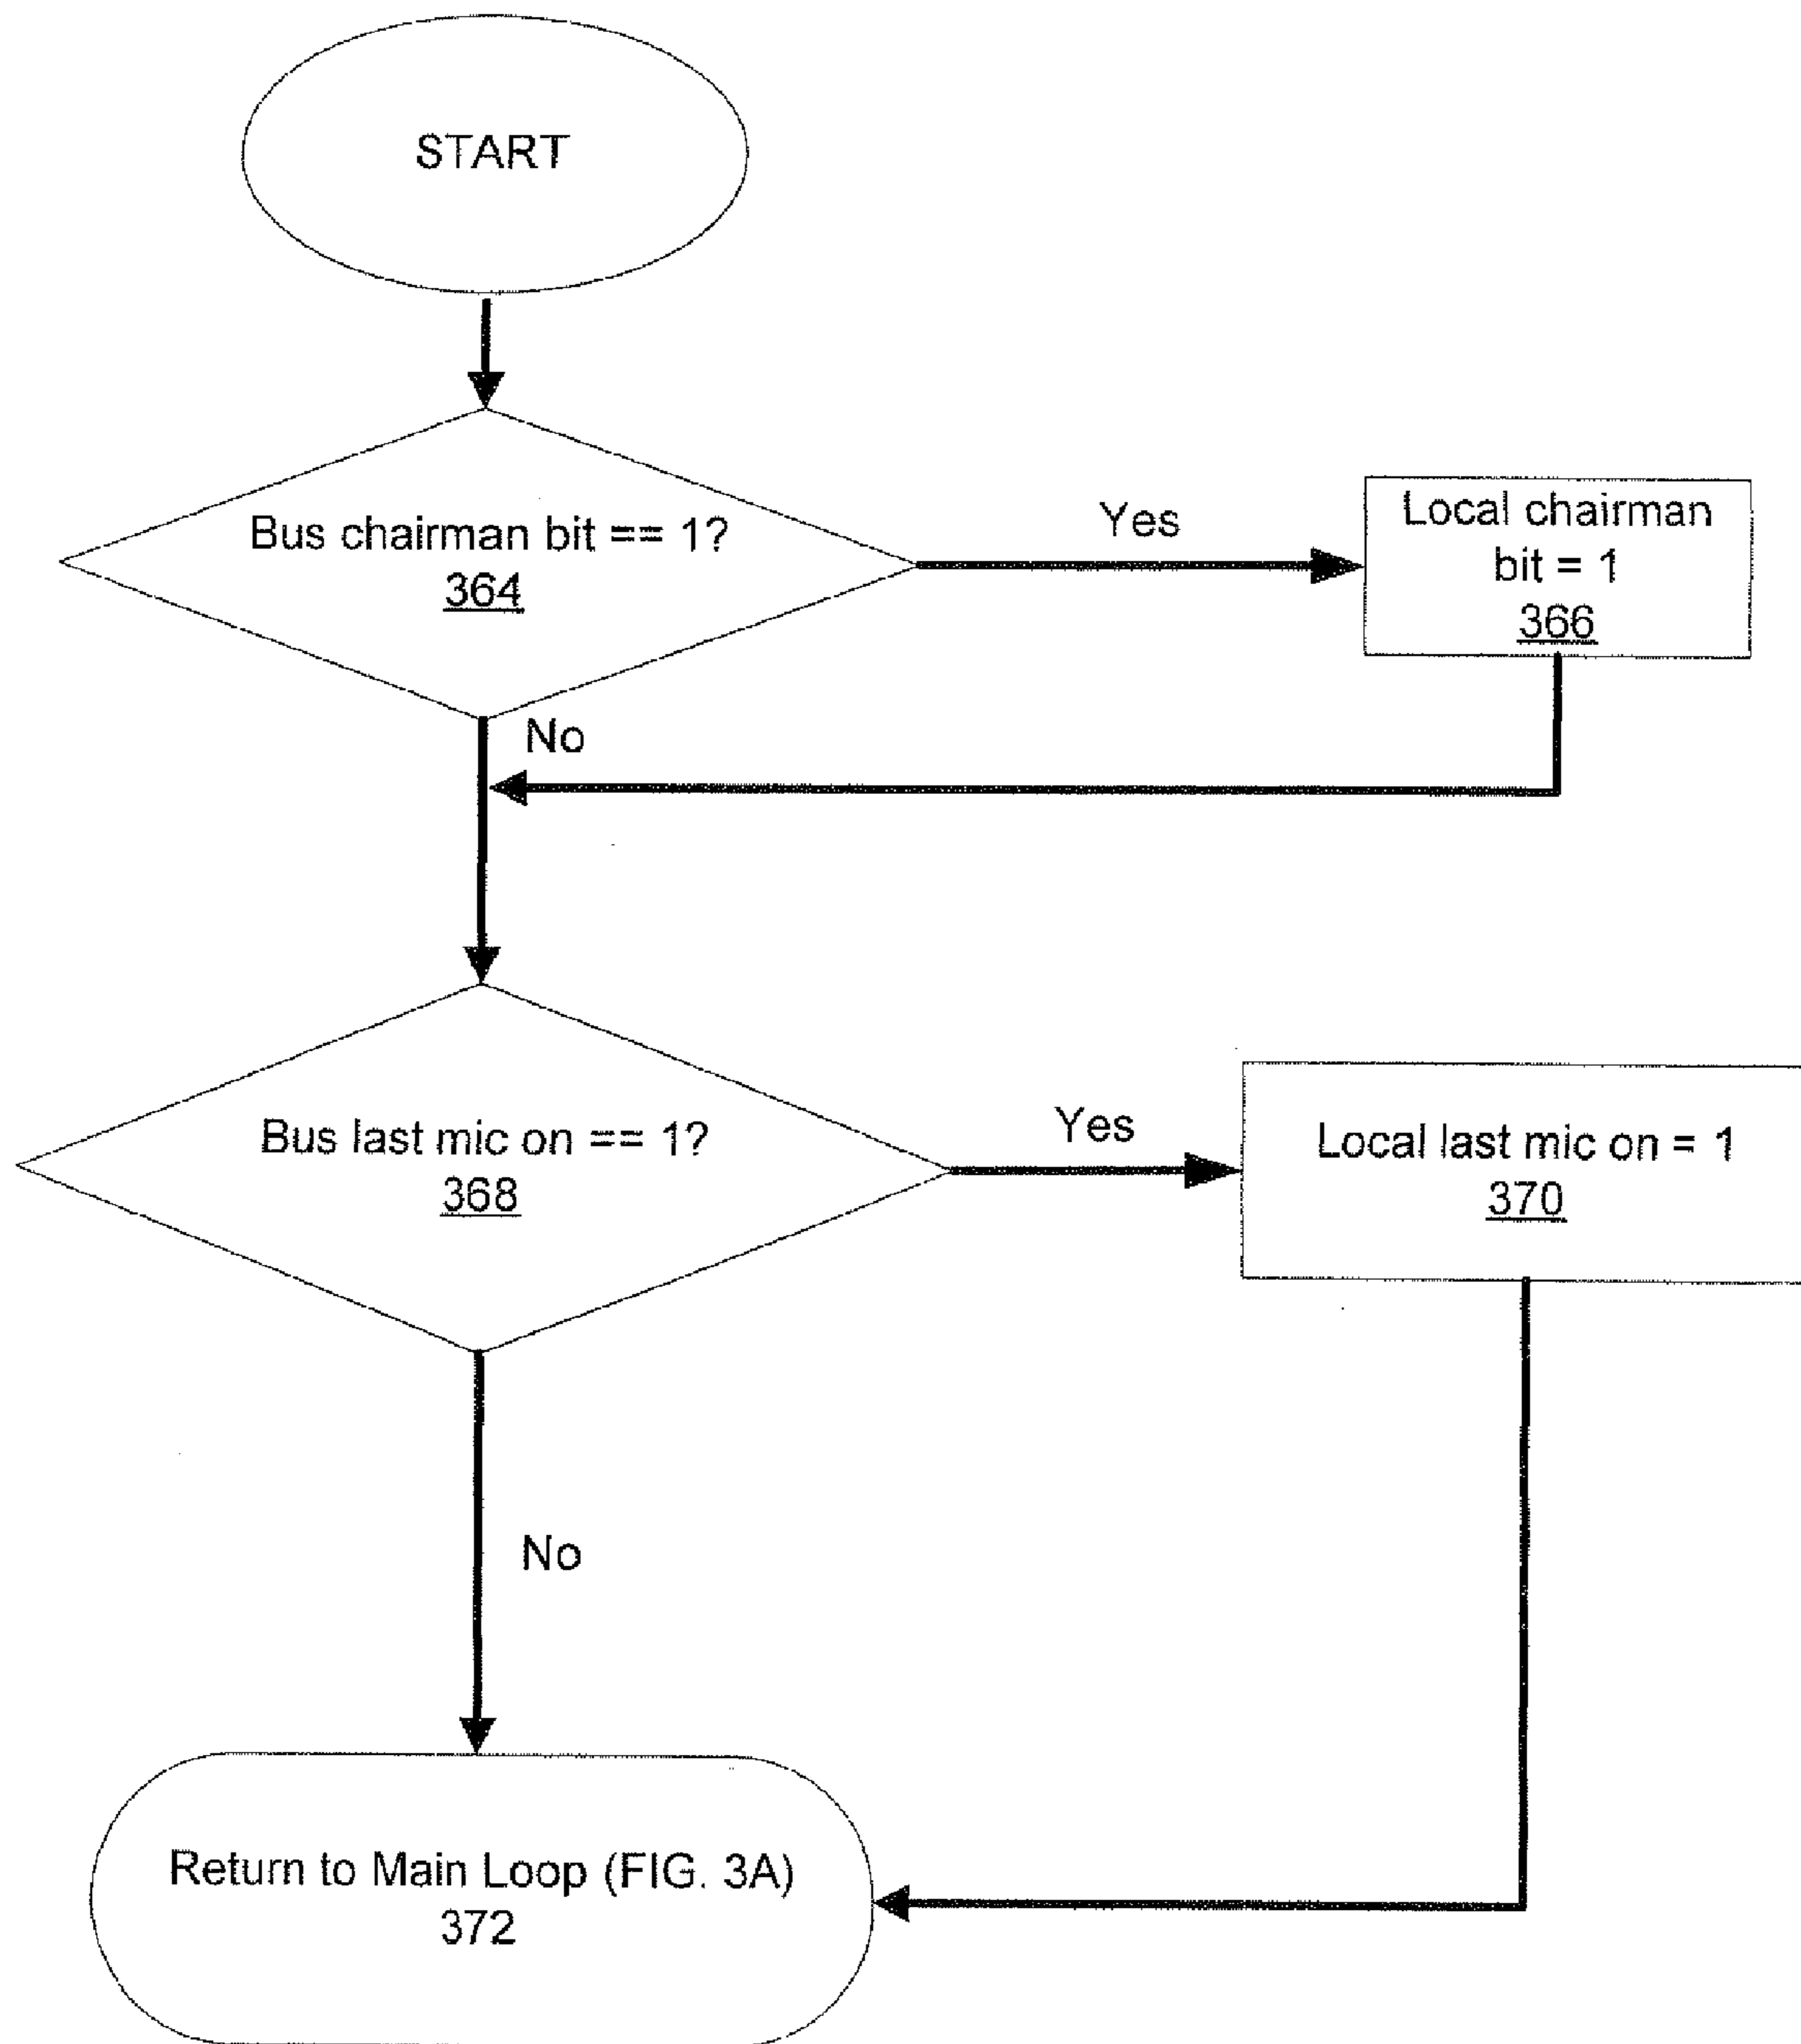 START
Bus chairman bit == 1?
364
Yes
Local chairman
bit = 1
366
No
Bus last mic on == 1?
368
Yes
Local last mic on = 1
370
No
Return to Main Loop (FIG. 3A)
372